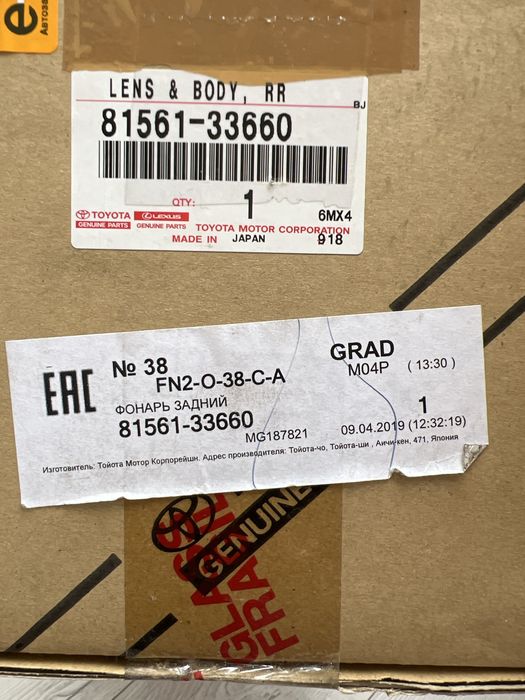 e-
Автоза
LENS & BODY, RR
BJ
81561-33660
QTY: 1
6MX4
TOYOTA LEXUS
GENUINE PARTS GENUINE PARTS
TOYOTA MOTOR CORPORATION
MADE IN JAPAN 918
EAC № 38 GRAD
FN2-O-38-C-A M04P (13:30)
ФОНАРЬ ЗАДНИЙ
81561-33660 1
MG187821 09.04.2019 (12:32:19)
Изготовитель: Тойота Мотор Корпорейшн. Адрес производителя: Тойота-чо, Тойота-ши , Аичи-кен, 471, Япония
GENUINE
GLASS
FRA